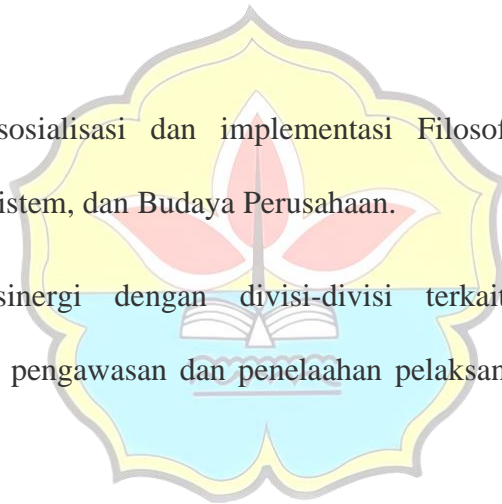 sosialisasi dan implementasi Filosof
istem, dan Budaya Perusahaan.
sinergi dengan divisi-divisi terkait
pengawasan dan penelaahan pelaksan